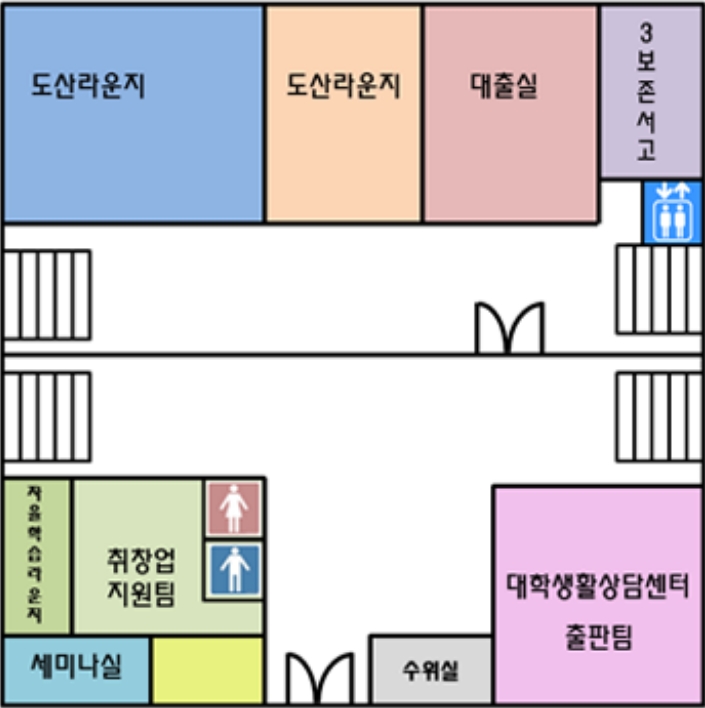 도산라운지
도산라운지
대출실
3보존서고
자율학습라운지
취창업
지원팀
대학생활상담센터
출판팀
세미나실
수위실